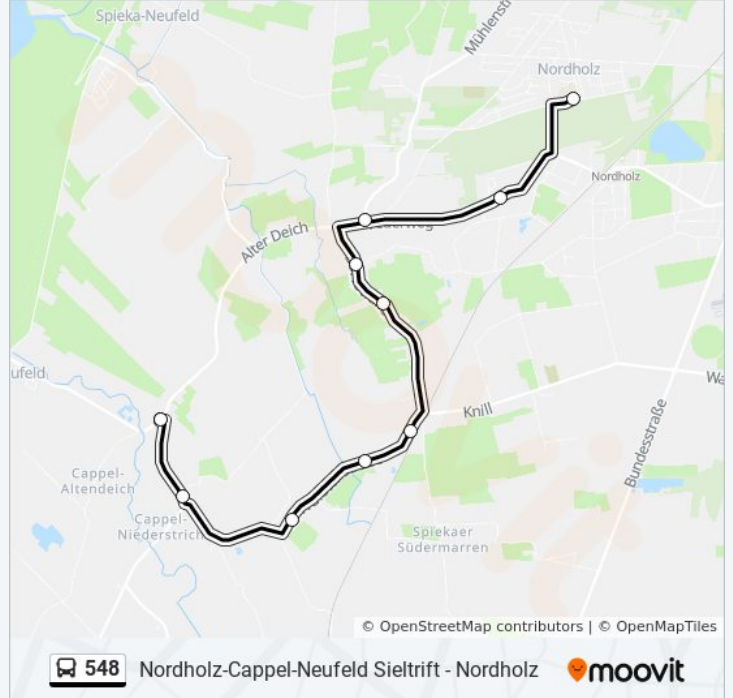 Spieka-Neufeld
Nordholz
Nordholz
Alter Deich
ufeld
Knill
We
Bundesstraße
Cappel-
Altendeich
Cappel-
Niederstrich
Spiekaer
Südermarren
© OpenStreetMap contributors | © OpenMapTiles
548 Nordholz-Cappel-Neufeld Sieltrift - Nordholz moovit